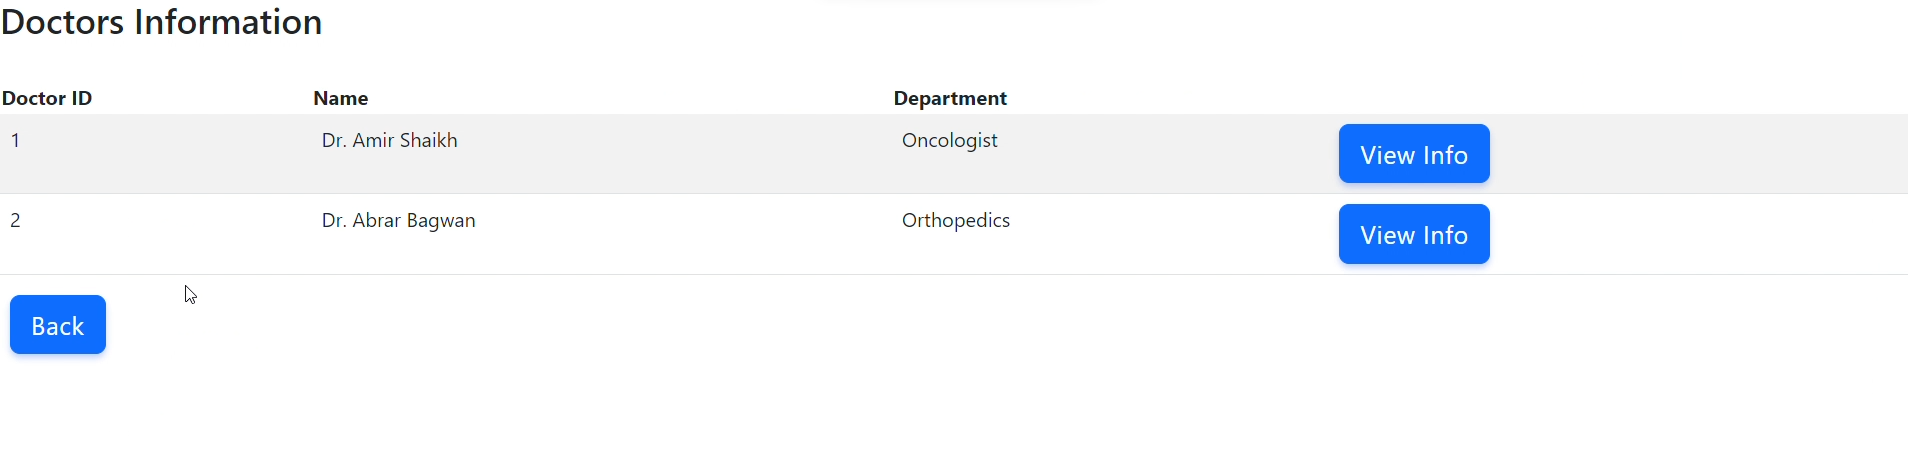 Doctors Information
Doctor ID Name Department
1 Dr. Amir Shaikh Oncologist View Info
2 Dr. Abrar Bagwan Orthopedics View Info
Back